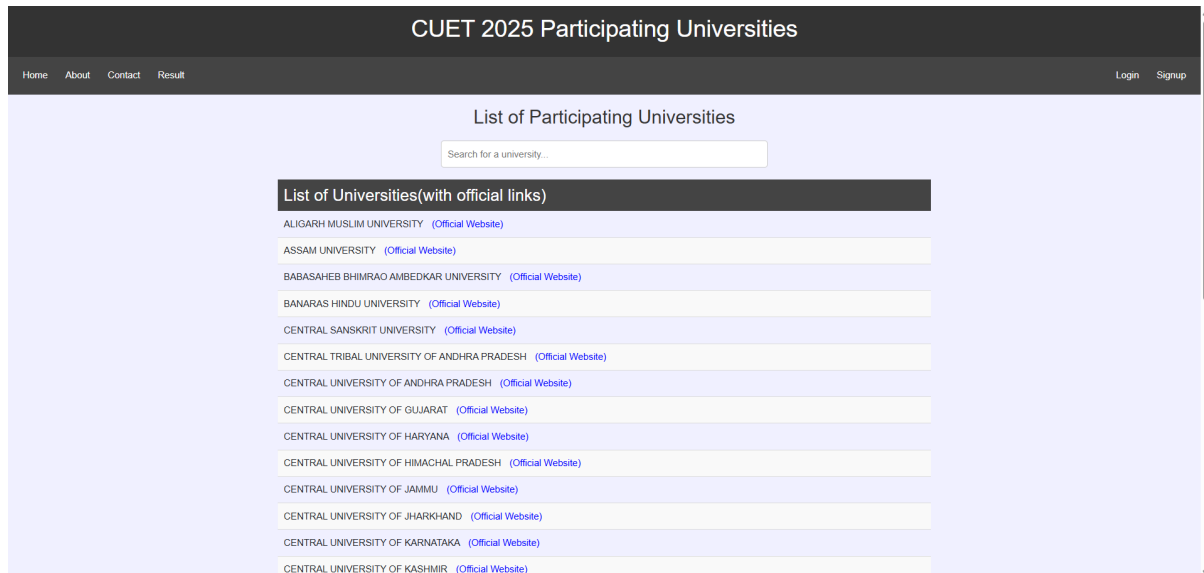 CUET 2025 Participating Universities
Home About Contact Result Login Signup
List of Participating Universities
Search for a university...
List of Universities(with official links)
ALIGARH MUSLIM UNIVERSITY (Official Website)
ASSAM UNIVERSITY (Official Website)
BABASAHEB BHIMRAO AMBEDKAR UNIVERSITY (Official Website)
BANARAS HINDU UNIVERSITY (Official Website)
CENTRAL SANSKRIT UNIVERSITY (Official Website)
CENTRAL TRIBAL UNIVERSITY OF ANDHRA PRADESH (Official Website)
CENTRAL UNIVERSITY OF ANDHRA PRADESH (Official Website)
CENTRAL UNIVERSITY OF GUJARAT (Official Website)
CENTRAL UNIVERSITY OF HARYANA (Official Website)
CENTRAL UNIVERSITY OF HIMACHAL PRADESH (Official Website)
CENTRAL UNIVERSITY OF JAMMU (Official Website)
CENTRAL UNIVERSITY OF JHARKHAND (Official Website)
CENTRAL UNIVERSITY OF KARNATAKA (Official Website)
CENTRAL UNIVERSITY OF KASHMIR (Official Website)